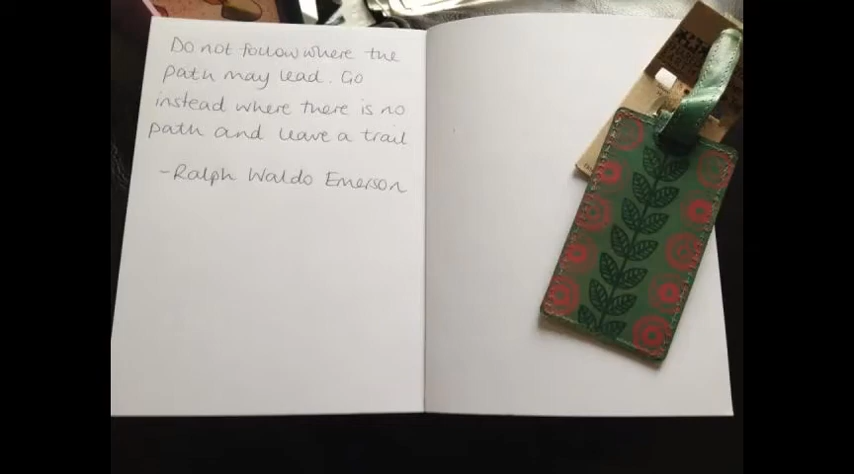 Do not follow where the
path may lead. Go
instead where there is no
path and leave a trail
-Ralph Waldo Emerson